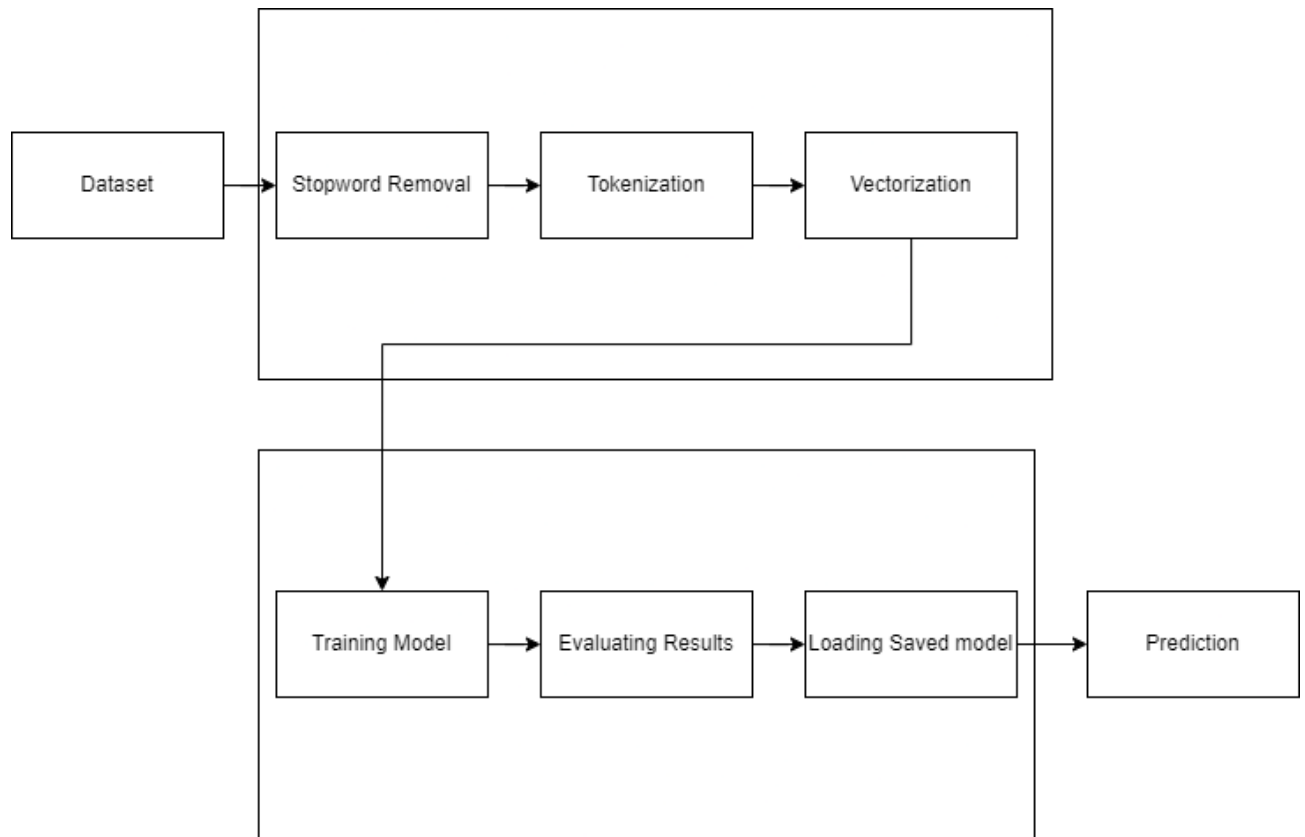 Dataset
Stopword Removal
Tokenization
Vectorization
Training Model
Evaluating Results
Loading Saved model
Prediction